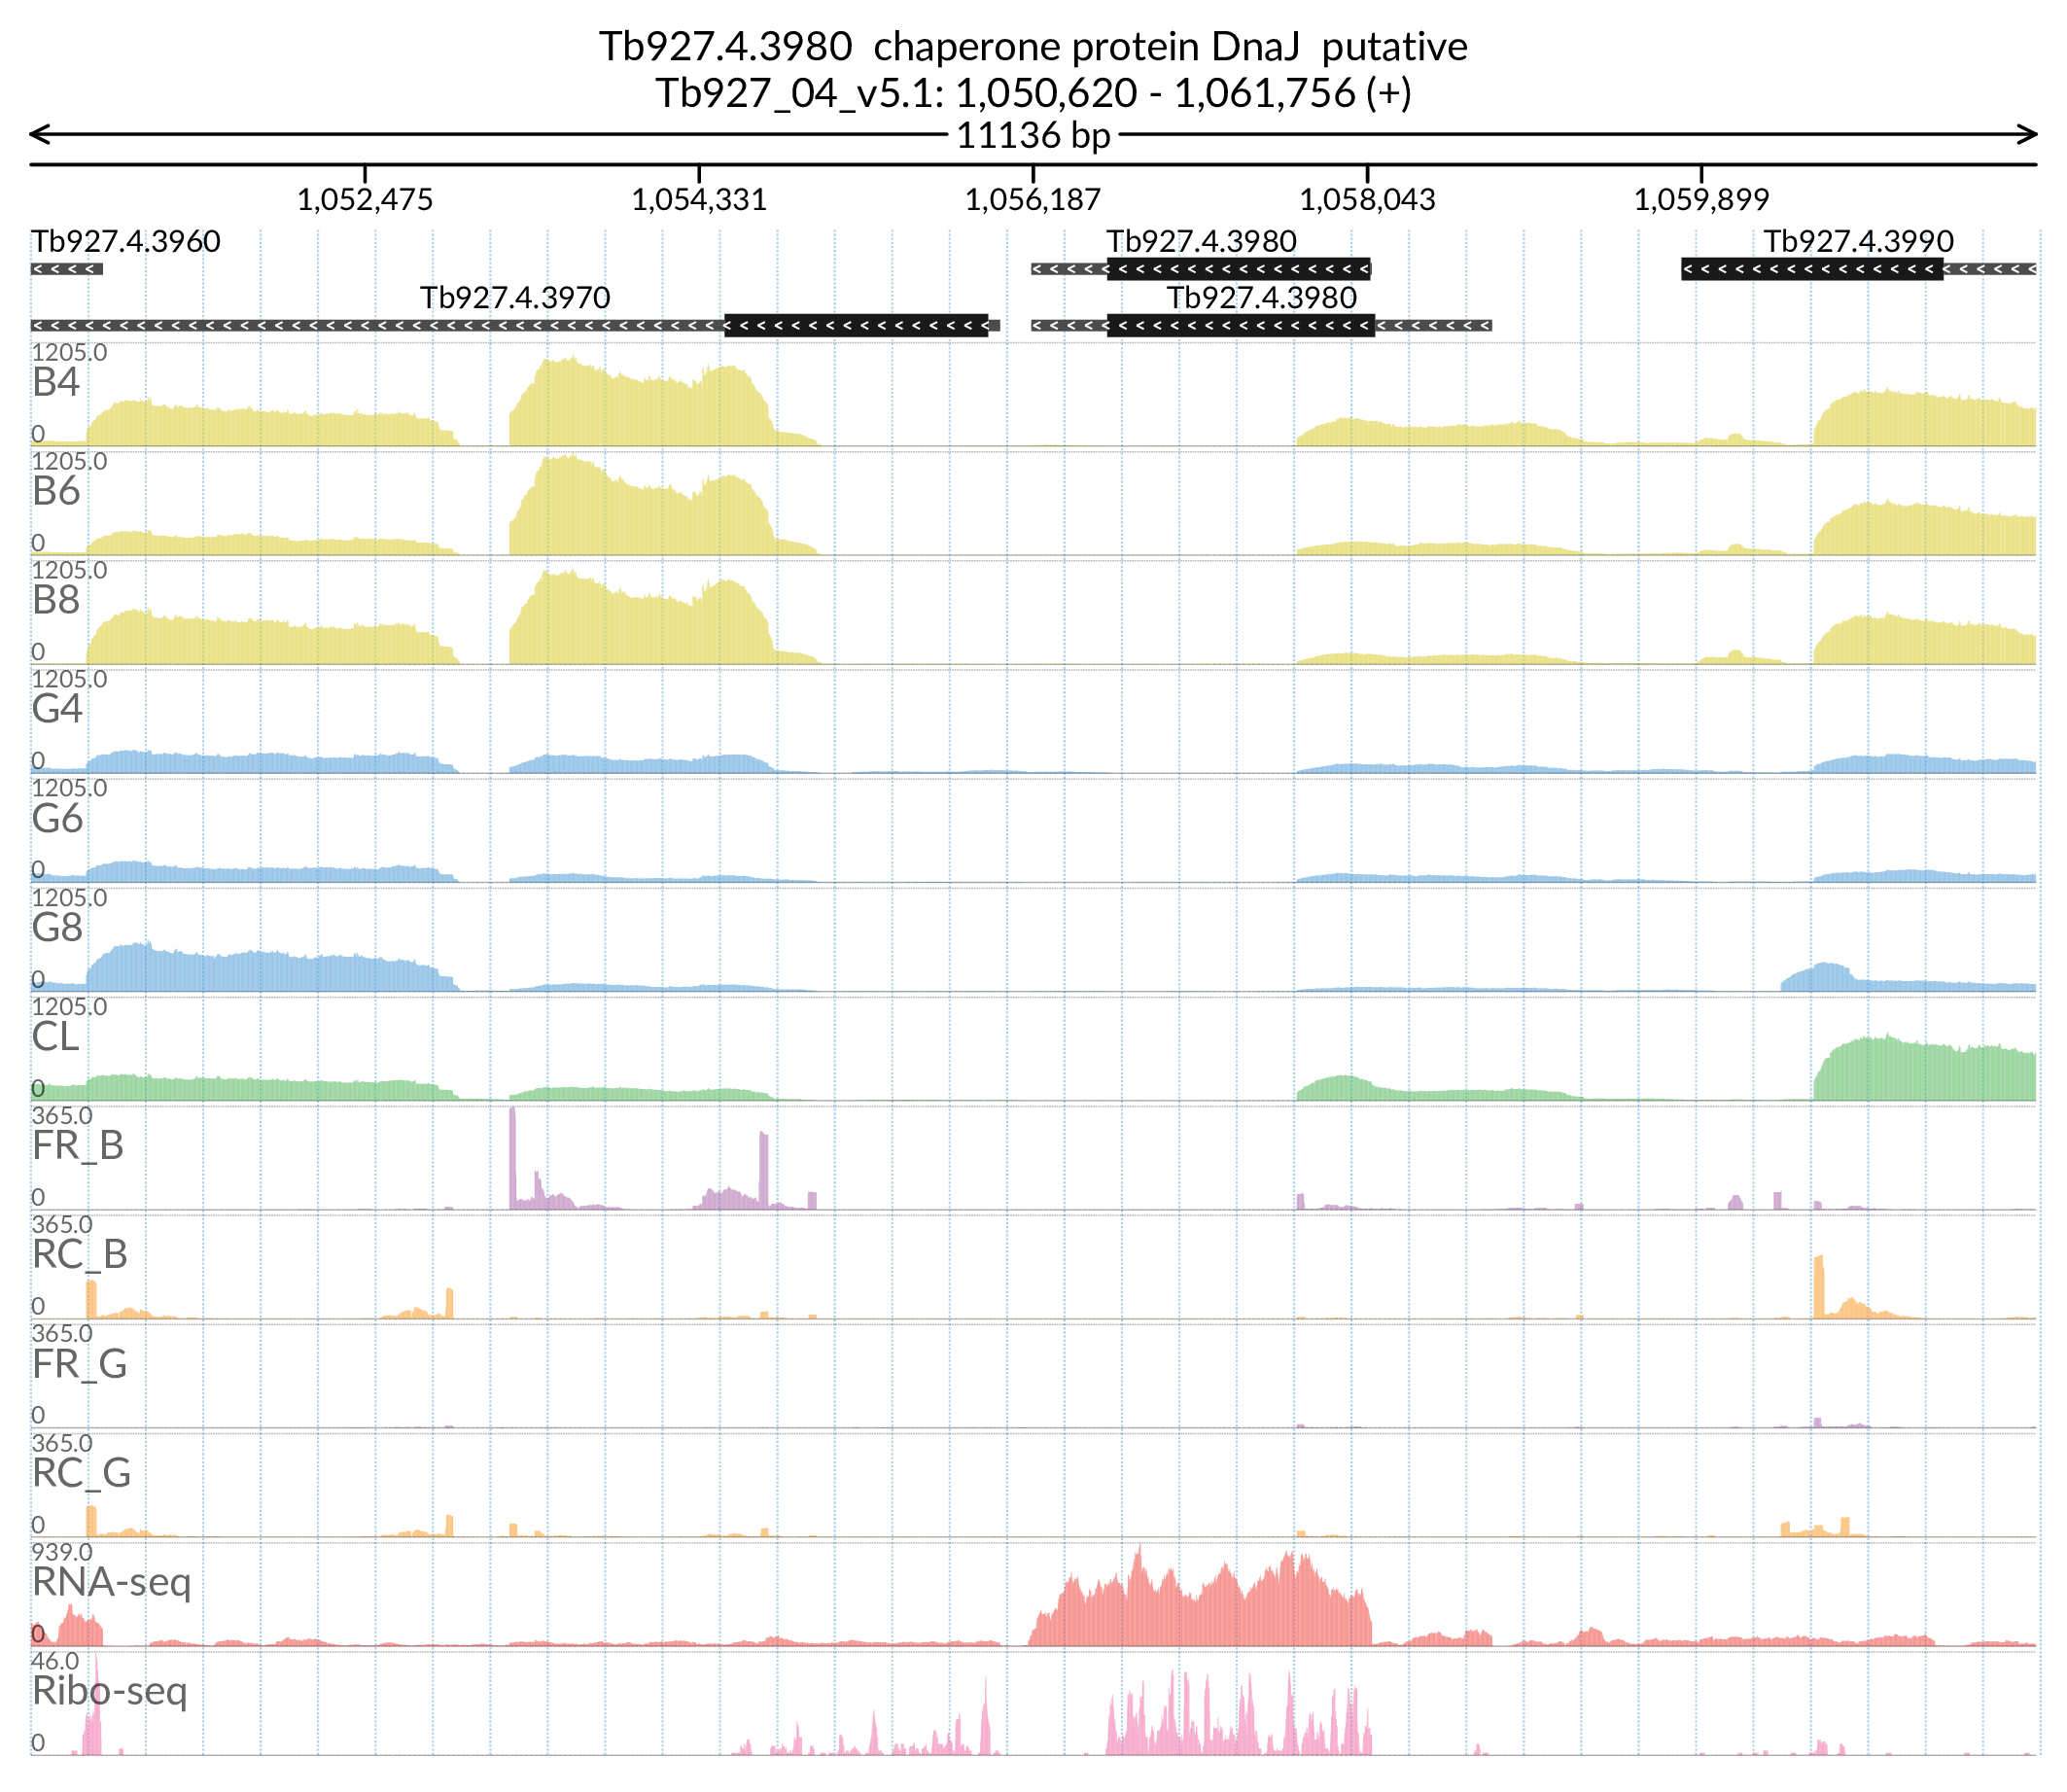 Tb927.4.3980  chaperone protein DnaJ  putative
Tb927_04_v5.1: 1,050,620 - 1,061,756 (+)
11136 bp
1,052,475 1,054,331 1,056,187 1,058,043 1,059,899
Tb927.4.3960 Tb927.4.3980 Tb927.4.3990
Tb927.4.3970 Tb927.4.3980
1205.0
B4
0
1205.0
B6
0
1205.0
B8
0
1205.0
G4
0
1205.0
G6
0
1205.0
G8
0
1205.0
CL
0
365.0
FR_B
0
365.0
RC_B
0
365.0
FR_G
0
365.0
RC_G
0
939.0
RNA-seq
0
46.0
Ribo-seq
0